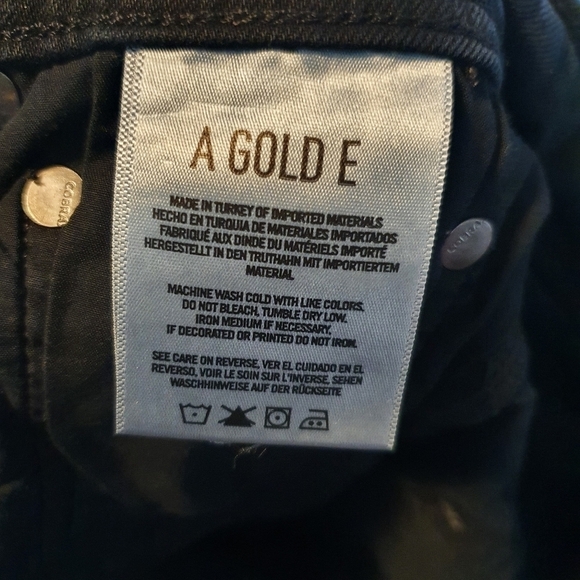 A GOLD E
MADE IN TURKEY OF IMPORTED MATERIALS
HECHO EN TURQUIA DE MATERIALES IMPORTADOS
FABRIQUÉ AUX DINDE DU MATÉRIELS IMPORTÉ
HERGESTELLT IN DEN TRUTHAHN MIT IMPORTIERTEM
MATERIAL
MACHINE WASH COLD WITH LIKE COLORS.
DO NOT BLEACH, TUMBLE DRY LOW.
IRON MEDIUM IF NECESSARY.
IF DECORATED OR PRINTED DO NOT IRON.
SEE CARE ON REVERSE, VER EL CUIDADO EN EL
REVERSO, VOIR LE SOIN SUR L'INVERSE, SEHEN
WASCHHINWEISE AUF DER RÜCKSEITE
COBRA